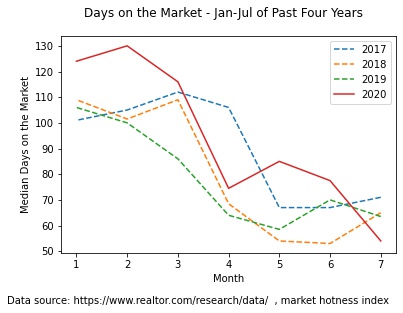 Days on the Market - Jan-Jul of Past Four Years
Median Days on the Market
130
120
110
100
90
80
70
60
50
2017
2018
2019
2020
1 2 3 4 5 6 7
Month
Data source: https://www.realtor.com/research/data/ , market hotness index